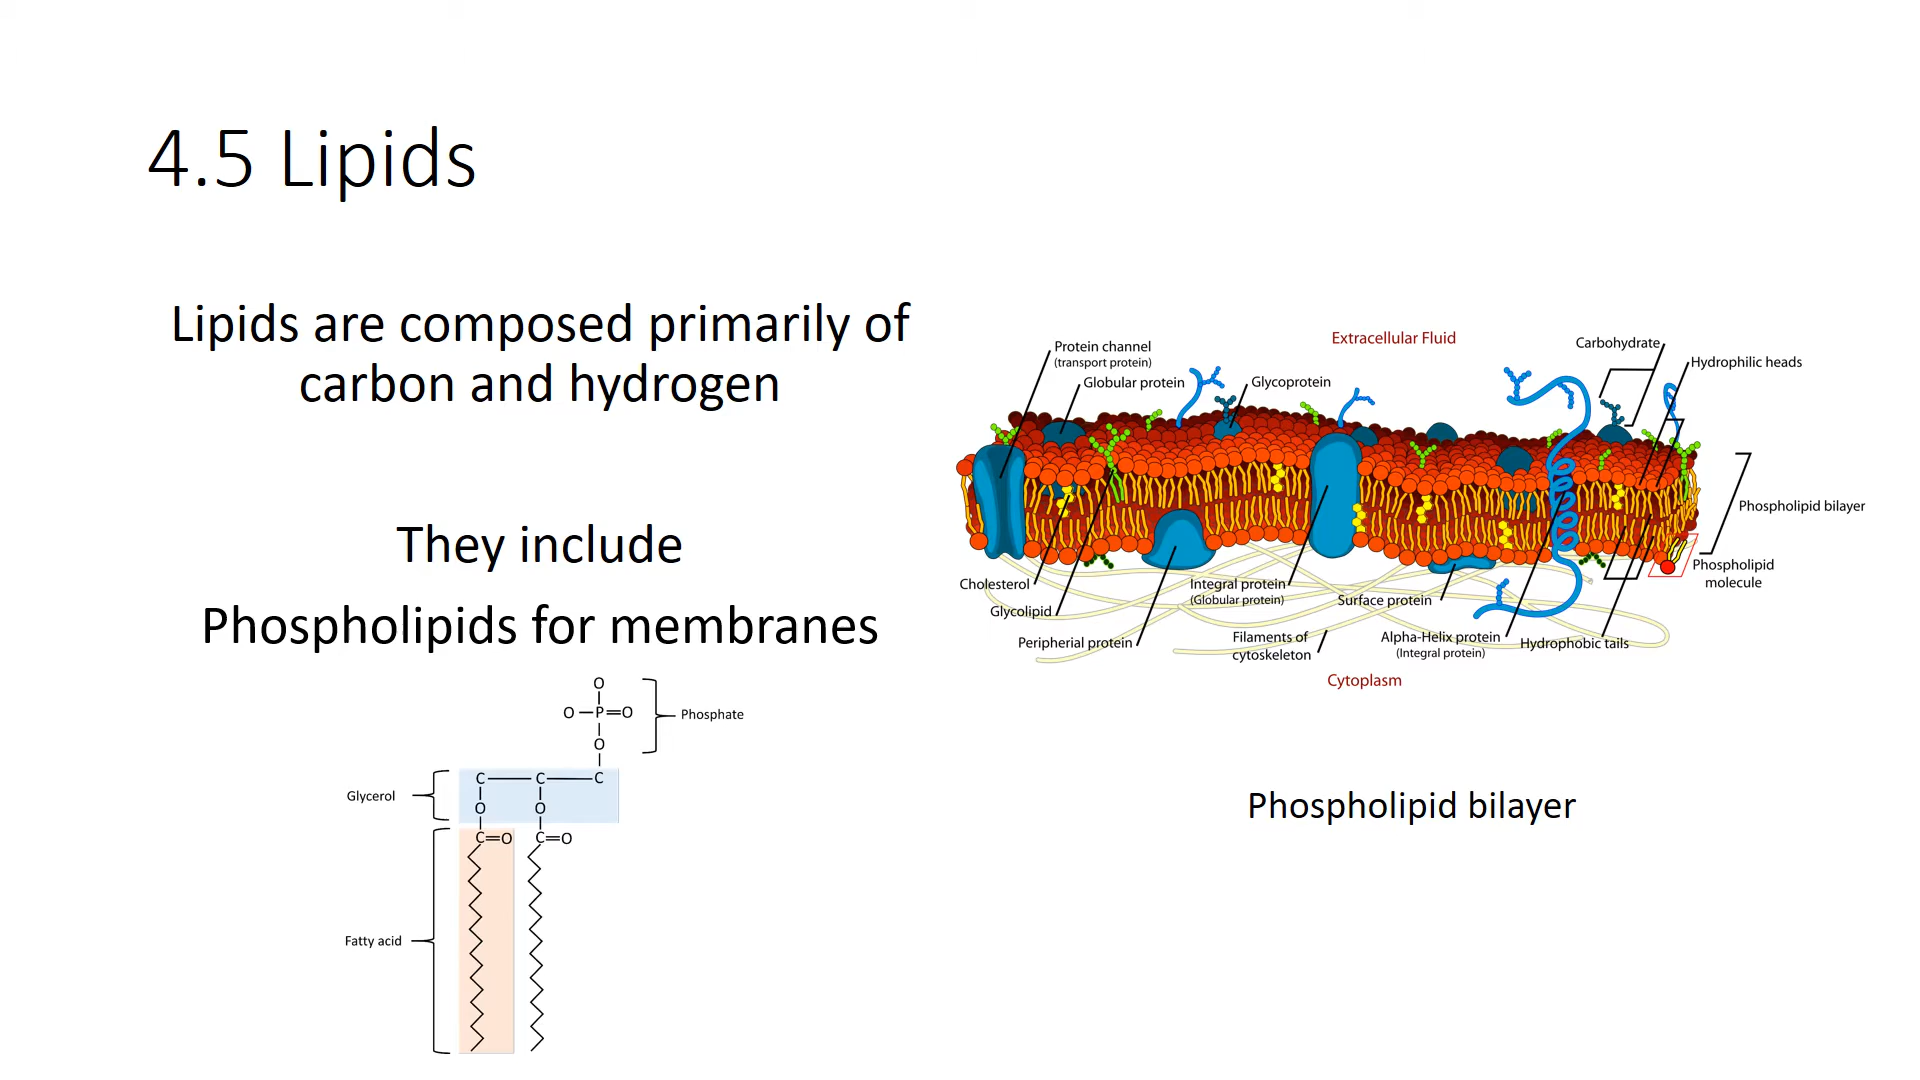 4.5 Lipids
Lipids are composed primarily of
carbon and hydrogen
They include
Phospholipids for membranes
O
O–P=O
O
Phosphate
C C C
Glycerol
O O
C=O C=O
Fatty acid
Extracellular Fluid
Protein channel
(transport protein)
Globular protein
Glycoprotein
Carbohydrate
Hydrophilic heads
Phospholipid bilayer
Phospholipid
molecule
Cholesterol
Glycolipid
Peripherial protein
Integral protein
(Globular protein)
Filaments of
cytoskeleton
Surface protein
Alpha-Helix protein
(Integral protein)
Hydrophobic tails
Cytoplasm
Phospholipid bilayer